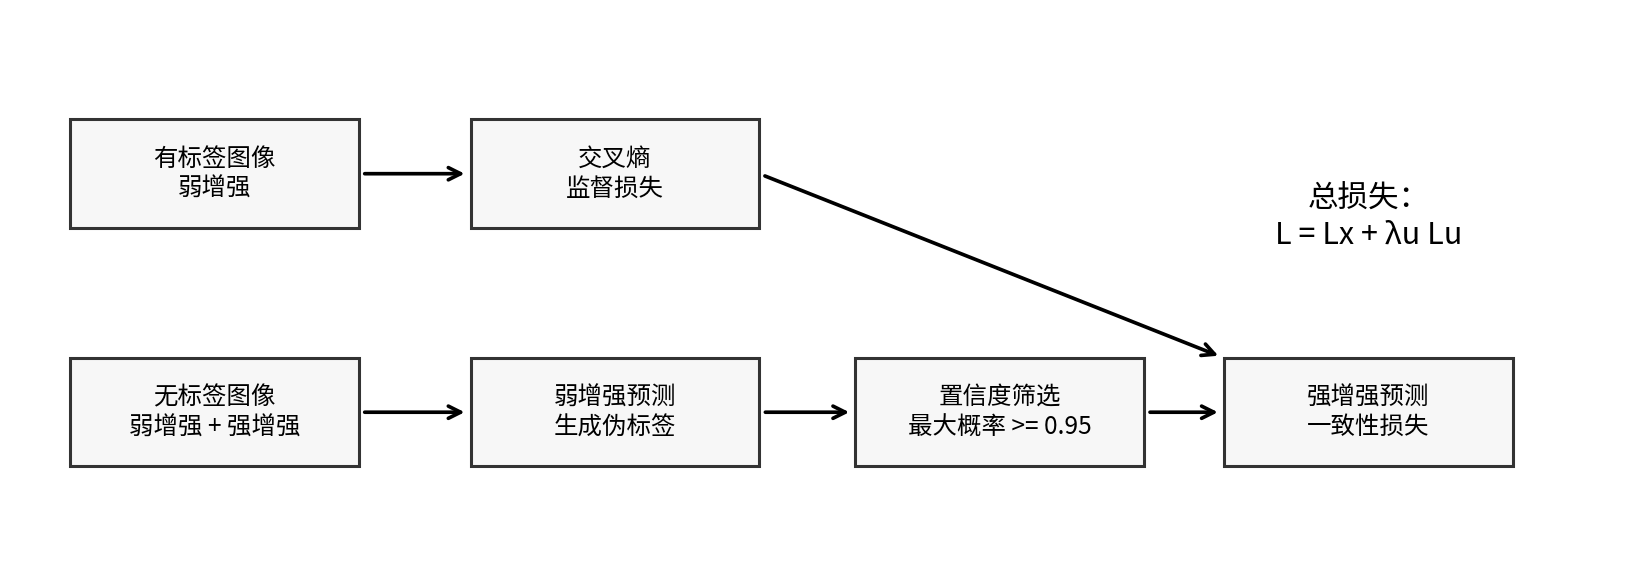 有标签图像
弱增强
交叉熵
监督损失
总损失：
L = Lx + λu Lu
无标签图像
弱增强 + 强增强
弱增强预测
生成伪标签
置信度筛选
最大概率 >= 0.95
强增强预测
一致性损失